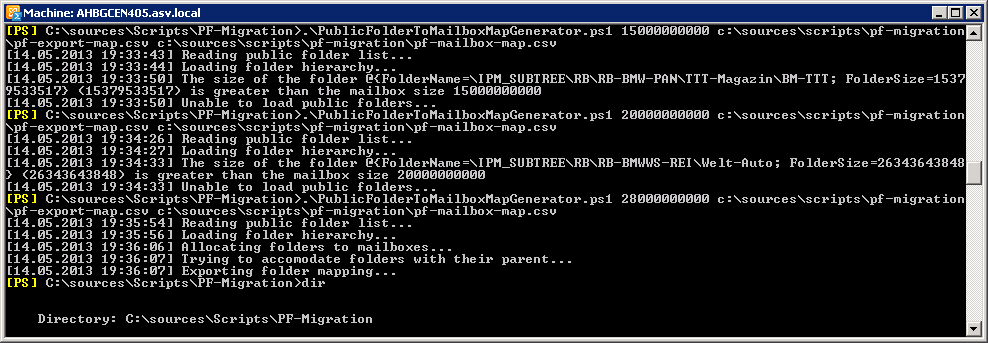 Machine: AHBGCEN405.asv.local
[PS] C:\sources\Scripts\PF-Migration>.\PublicFolderToMailboxMapGenerator.ps1 15000000000 c:\sources\scripts\pf-migration
\pf-export-map.csv c:\sources\scripts\pf-migration\pf-mailbox-map.csv
[14.05.2013 19:33:43] Reading public folder list...
[14.05.2013 19:33:44] Loading folder hierarchy...
[14.05.2013 19:33:50] The size of the folder @{FolderName=\IPM_SUBTREE\RB\RB-BMW-PAN\TTT-Magazin\BM-TTT; FolderSize=1537
9533517} (15379533517) is greater than the mailbox size 15000000000
[14.05.2013 19:33:50] Unable to load public folders...
[PS] C:\sources\Scripts\PF-Migration>.\PublicFolderToMailboxMapGenerator.ps1 20000000000 c:\sources\scripts\pf-migration
\pf-export-map.csv c:\sources\scripts\pf-migration\pf-mailbox-map.csv
[14.05.2013 19:34:26] Reading public folder list...
[14.05.2013 19:34:27] Loading folder hierarchy...
[14.05.2013 19:34:33] The size of the folder @{FolderName=\IPM_SUBTREE\RB\RB-BMWWS-REI\Welt-Auto; FolderSize=26343643848
} (26343643848) is greater than the mailbox size 20000000000
[14.05.2013 19:34:33] Unable to load public folders...
[PS] C:\sources\Scripts\PF-Migration>.\PublicFolderToMailboxMapGenerator.ps1 28000000000 c:\sources\scripts\pf-migration
\pf-export-map.csv c:\sources\scripts\pf-migration\pf-mailbox-map.csv
[14.05.2013 19:35:54] Reading public folder list...
[14.05.2013 19:35:56] Loading folder hierarchy...
[14.05.2013 19:36:06] Allocating folders to mailboxes...
[14.05.2013 19:36:07] Trying to accomodate folders with their parent...
[14.05.2013 19:36:07] Exporting folder mapping...
[PS] C:\sources\Scripts\PF-Migration>dir
Directory: C:\sources\Scripts\PF-Migration